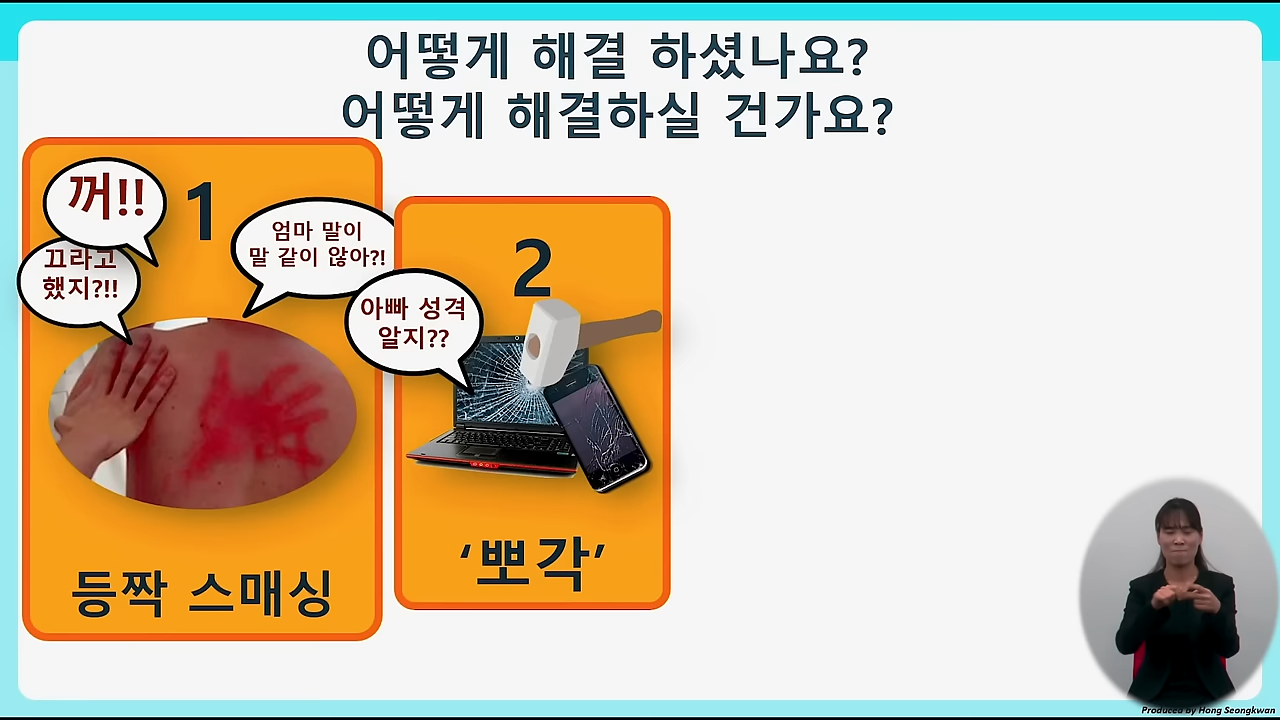 어떻게 해결 하셨나요?
어떻게 해결하실 건가요?
1
꺼!!
끄라고
했지?!!
엄마 말이
말 같이 않아?!
등짝 스매싱
2
아빠 성격
알지??
‘뽀각’
Produced by Hong Seongkwan